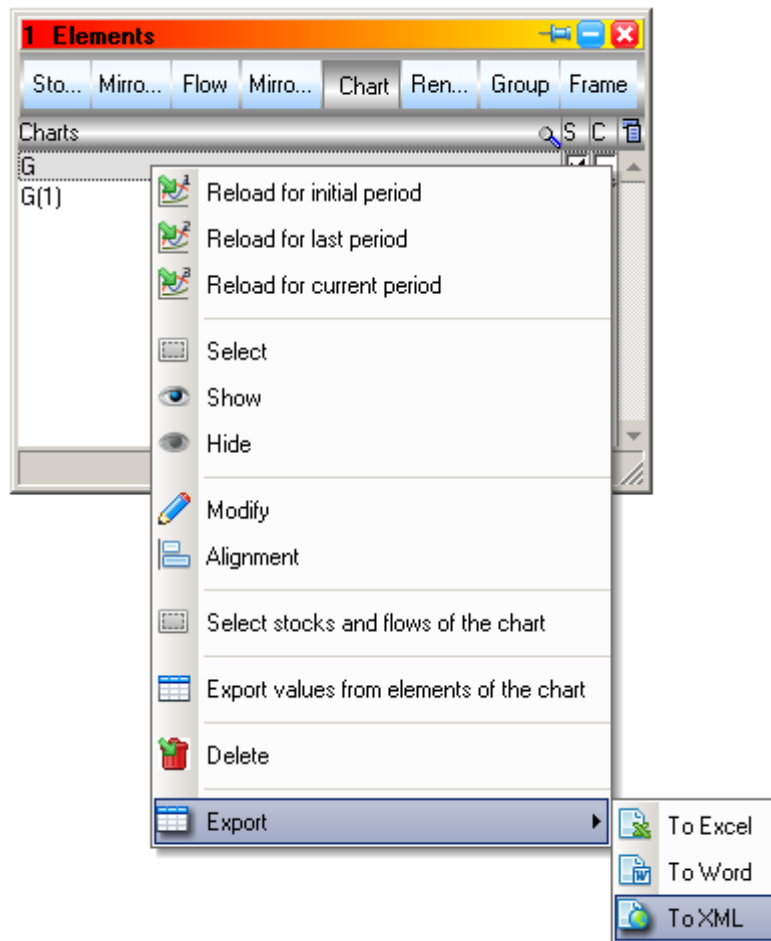 1 Elements
Sto... Mirro... Flow Mirro... Chart Ren... Group Frame
Charts S C
G
G(1)
Reload for initial period
Reload for last period
Reload for current period
Select
Show
Hide
Modify
Alignment
Select stocks and flows of the chart
Export values from elements of the chart
Delete
Export
To Excel
To Word
To XML